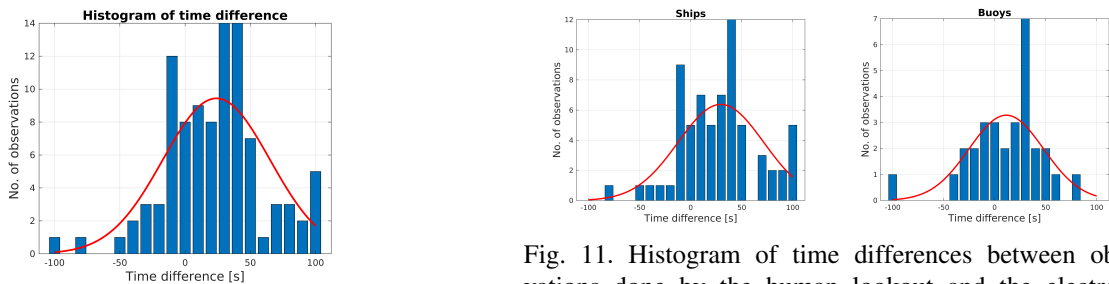 Histogram of time difference
No. of observations
14
12
10
8
6
4
2
0
-100 -50 0 50 100
Time difference [s]
Ships
No. of observations
12
10
8
6
4
2
0
-100 -50 0 50 100
Time difference [s]
Buoys
No. of observations
7
6
5
4
3
2
1
0
-100 -50 0 50 100
Time difference [s]
Fig. 11. Histogram of time differences between ob
vations done by the human lookout and the electr